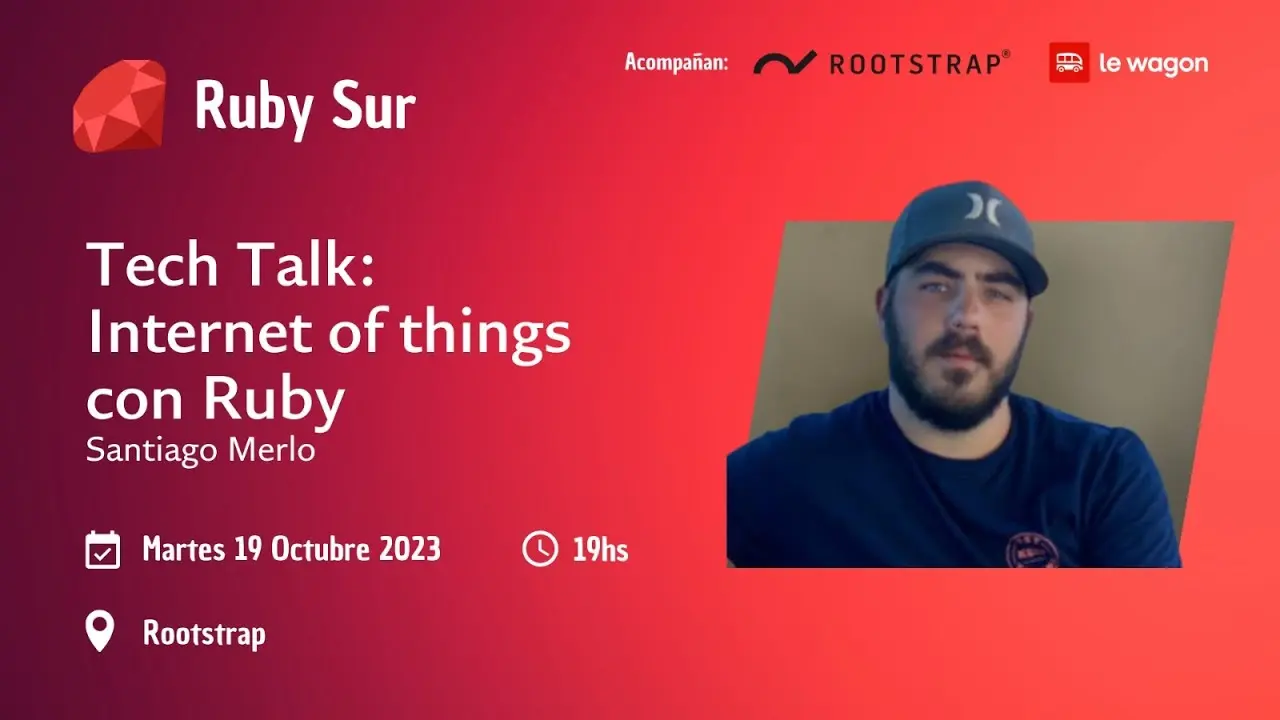 Acompañan:
ROOTSTRAP®
le wagon
Ruby Sur
Tech Talk:
Internet of things
con Ruby
Santiago Merlo
Martes 19 Octubre 2023
19hs
Rootstrap